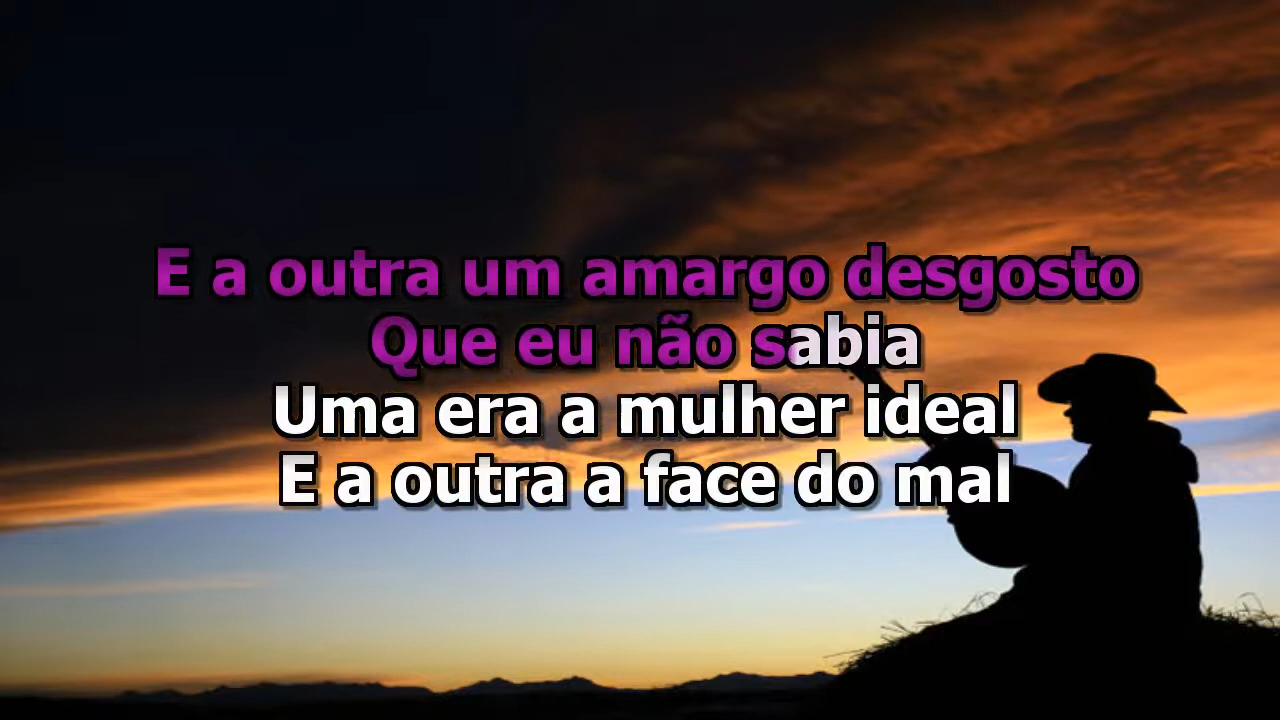 E a outra um amargo desgosto
Que eu não sabia
Uma era a mulher ideal
E a outra a face do mal